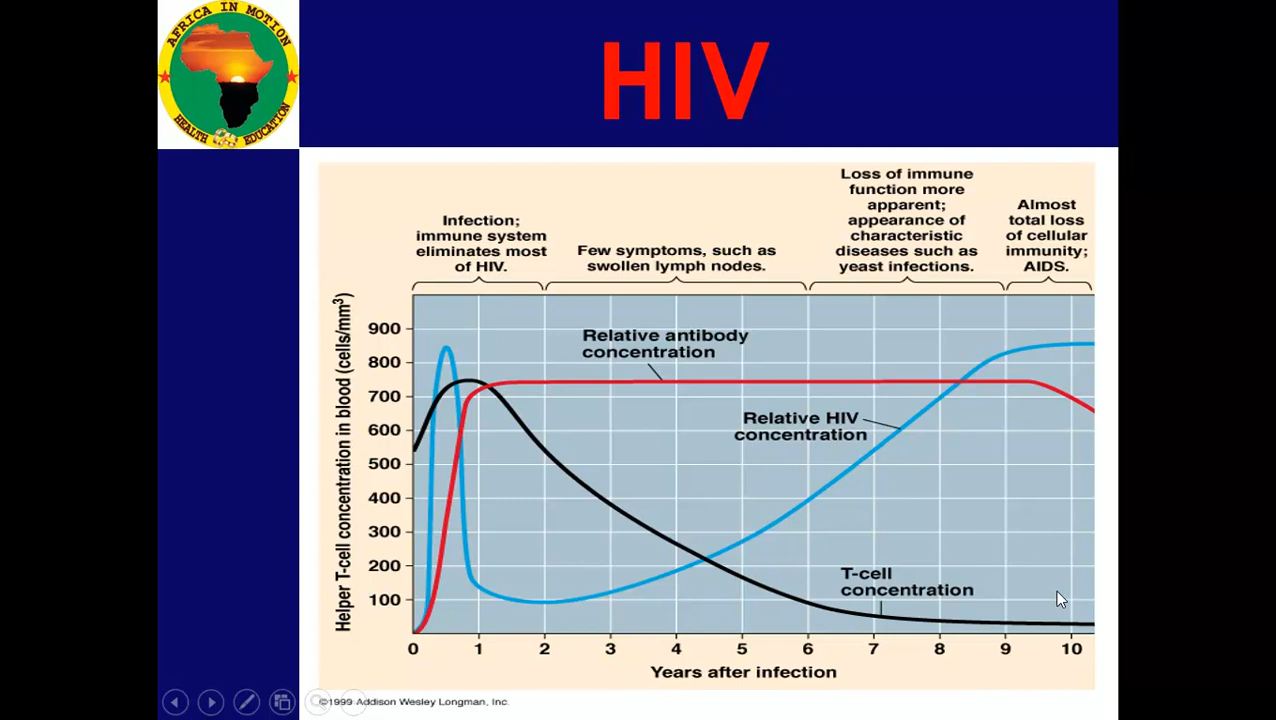 AFRICA IN MOTION
HEALTH EDUCATION
HIV
Infection;
immune system
eliminates most
of HIV.
Few symptoms, such as
swollen lymph nodes.
Loss of immune
function more
apparent;
appearance of
characteristic
diseases such as
yeast infections.
Almost
total loss
of cellular
immunity;
AIDS.
Helper T-cell concentration in blood (cells/mm³)
900
800
700
600
500
400
300
200
100
Relative antibody
concentration
Relative HIV
concentration
T-cell
concentration
0 1 2 3 4 5 6 7 8 9 10
Years after infection
©1999 Addison Wesley Longman, Inc.